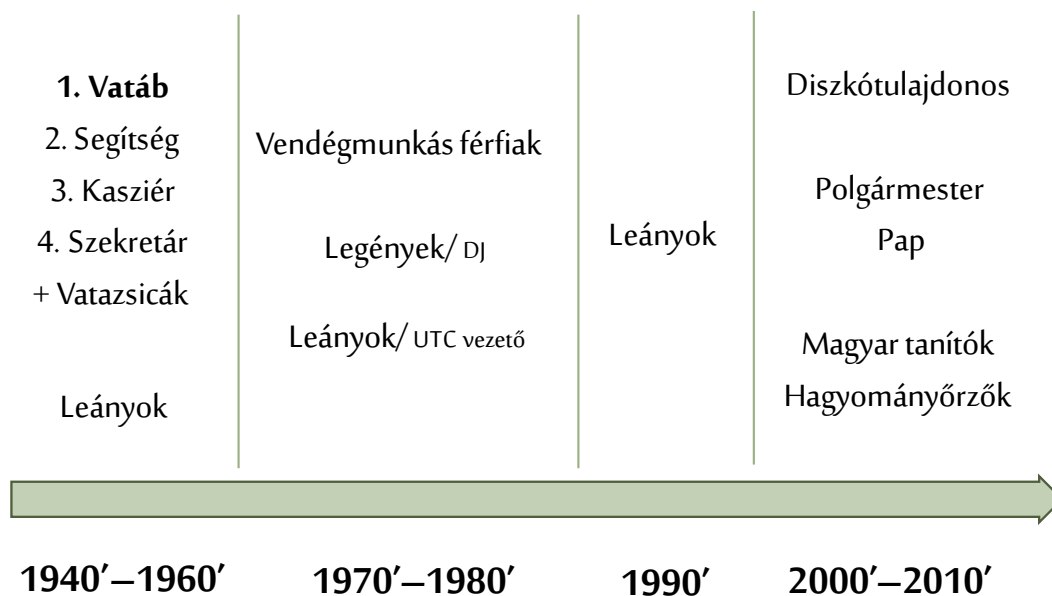 1. Vatáb
2. Segítség
3. Kasziér
4. Szekretár
+ Vatazsicák
Leányok
Vendégmunkás férfiak
Legények/ DJ
Leányok/ UTC vezető
Leányok
Diszkótulajdonos
Polgármester
Pap
Magyar tanítók
Hagyományőrzők
1940’–1960’
1970’–1980’
1990’
2000’–2010’